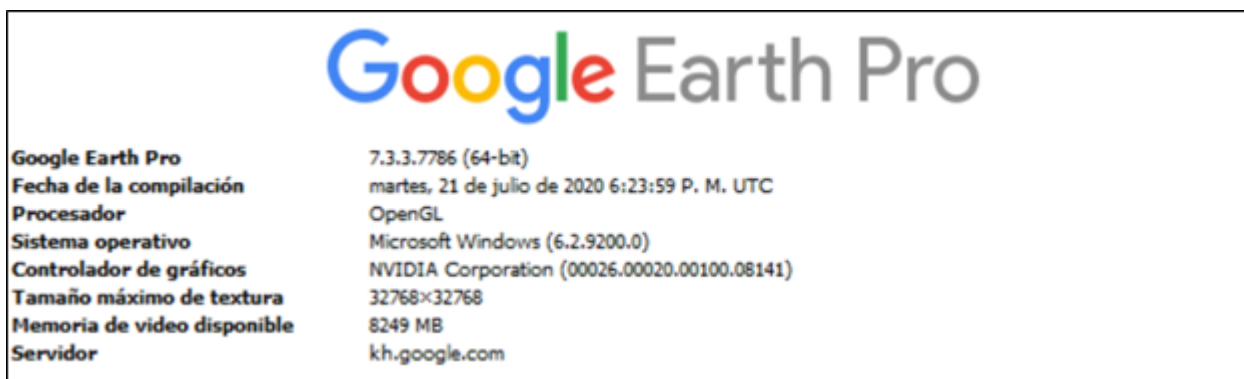 Google Earth Pro
Google Earth Pro 7.3.3.7786 (64-bit)
Fecha de la compilación martes, 21 de julio de 2020 6:23:59 P. M. UTC
Procesador OpenGL
Sistema operativo Microsoft Windows (6.2.9200.0)
Controlador de gráficos NVIDIA Corporation (00026.00020.00100.08141)
Tamaño máximo de textura 32768×32768
Memoria de video disponible 8249 MB
Servidor kh.google.com